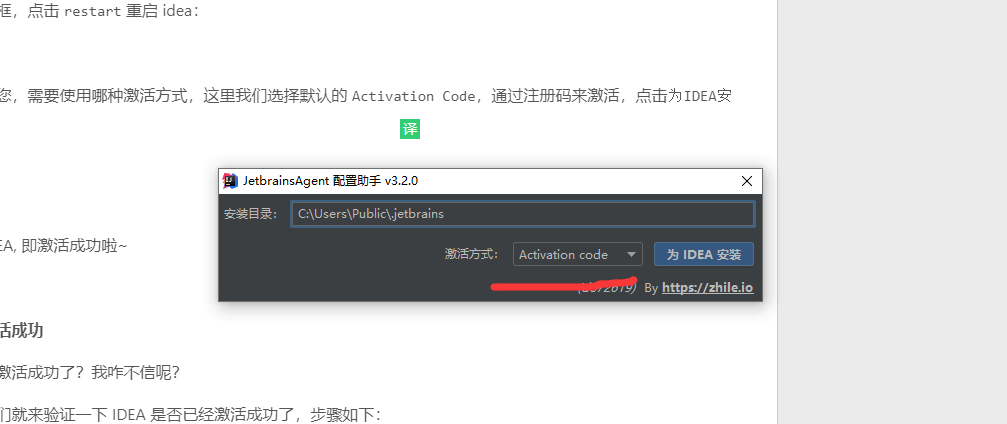 框，点击 restart 重启 idea：
您，需要使用哪种激活方式，这里我们选择默认的 Activation Code，通过注册码来激活，点击为IDEA安
译
JetbrainsAgent 配置助手 v3.2.0
安装目录：
C:\Users\Public\.jetbrains
EA, 即激活成功啦~
激活方式：
Activation code
为 IDEA 安装
By https://zhile.io
活成功
激活成功了？我咋不信呢？
们就来验证一下 IDEA 是否已经激活成功了，步骤如下：